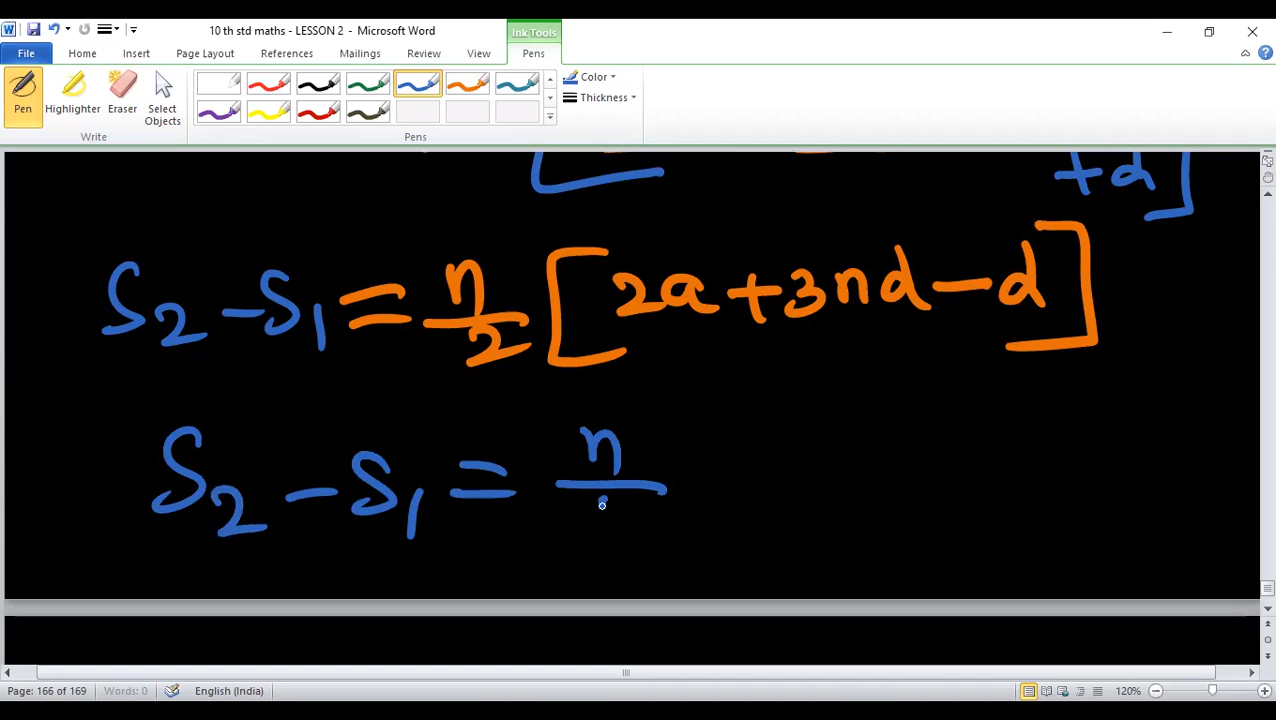 10 th std maths - LESSON 2 - Microsoft Word
Ink Tools
File Home Insert Page Layout References Mailings Review View Pens
Pen Highlighter Eraser Select Objects
Color
Thickness
Write Pens
+d]
S₂ - S₁ = n/2 [2a + 3nd - d]
S₂ - S₁ = n
Page: 166 of 169 Words: 0 English (India) 120%